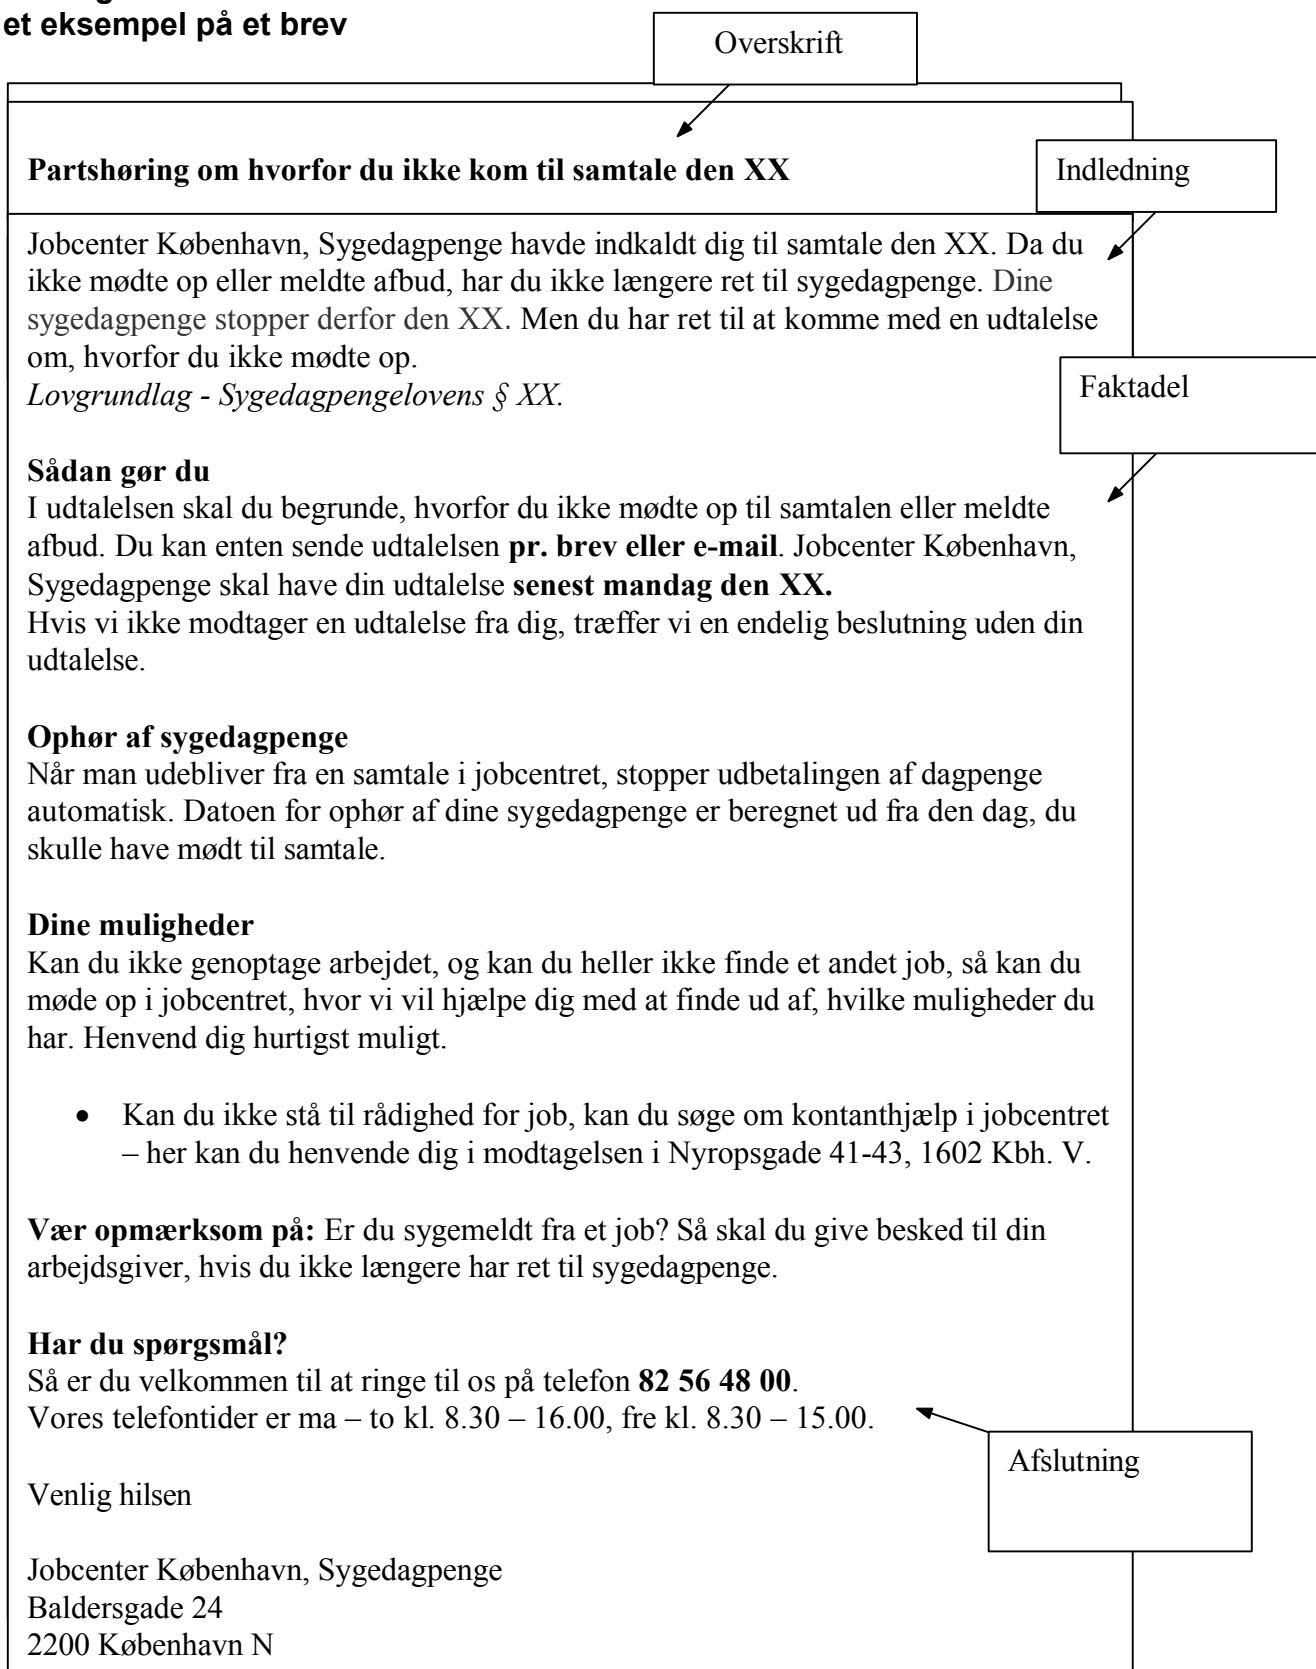 et eksempel på et brev
Overskrift
Partshøring om hvorfor du ikke kom til samtale den XX
Indledning
Jobcenter København, Sygedagpenge havde indkaldt dig til samtale den XX. Da du
ikke mødte op eller meldte afbud, har du ikke længere ret til sygedagpenge. Dine
sygedagpenge stopper derfor den XX. Men du har ret til at komme med en udtalelse
om, hvorfor du ikke mødte op.
Lovgrundlag - Sygedagpengelovens § XX.
Faktadel
Sådan gør du
I udtalelsen skal du begrunde, hvorfor du ikke mødte op til samtalen eller meldte
afbud. Du kan enten sende udtalelsen pr. brev eller e-mail. Jobcenter København,
Sygedagpenge skal have din udtalelse senest mandag den XX.
Hvis vi ikke modtager en udtalelse fra dig, træffer vi en endelig beslutning uden din
udtalelse.
Ophør af sygedagpenge
Når man udebliver fra en samtale i jobcentret, stopper udbetalingen af dagpenge
automatisk. Datoen for ophør af dine sygedagpenge er beregnet ud fra den dag, du
skulle have mødt til samtale.
Dine muligheder
Kan du ikke genoptage arbejdet, og kan du heller ikke finde et andet job, så kan du
møde op i jobcentret, hvor vi vil hjælpe dig med at finde ud af, hvilke muligheder du
har. Henvend dig hurtigst muligt.
• Kan du ikke stå til rådighed for job, kan du søge om kontanthjælp i jobcentret
– her kan du henvende dig i modtagelsen i Nyropsgade 41-43, 1602 Kbh. V.
Vær opmærksom på: Er du sygemeldt fra et job? Så skal du give besked til din
arbejdsgiver, hvis du ikke længere har ret til sygedagpenge.
Har du spørgsmål?
Så er du velkommen til at ringe til os på telefon 82 56 48 00.
Vores telefontider er ma – to kl. 8.30 – 16.00, fre kl. 8.30 – 15.00.
Afslutning
Venlig hilsen
Jobcenter København, Sygedagpenge
Baldersgade 24
2200 København N